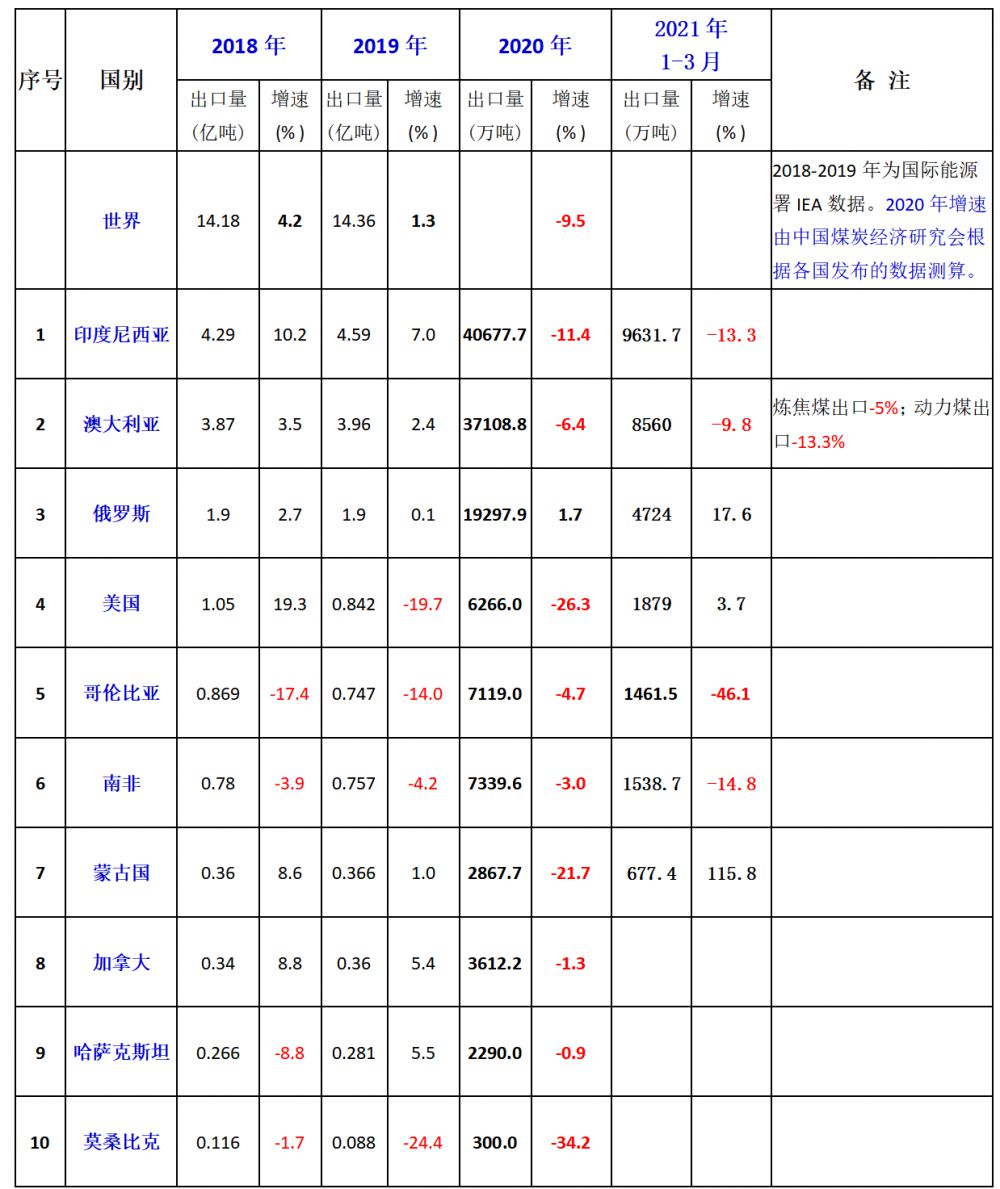 序号 国别 2018 年 2019 年 2020 年 2021 年 1-3 月 备 注
出口量 增速 出口量 增速 出口量 增速 出口量 增速
(亿吨) (%) (亿吨) (%) (万吨) (%) (万吨) (%)
世界 14.18 4.2 14.36 1.3 -9.5
2018-2019 年为国际能源
署 IEA 数据。2020 年增速
由中国煤炭经济研究会根
据各国发布的数据测算。
1 印度尼西亚 4.29 10.2 4.59 7.0 40677.7 -11.4 9631.7 -13.3
2 澳大利亚 3.87 3.5 3.96 2.4 37108.8 -6.4 8560 -9.8
炼焦煤出口-5%；动力煤出
口-13.3%
3 俄罗斯 1.9 2.7 1.9 0.1 19297.9 1.7 4724 17.6
4 美国 1.05 19.3 0.842 -19.7 6266.0 -26.3 1879 3.7
5 哥伦比亚 0.869 -17.4 0.747 -14.0 7119.0 -4.7 1461.5 -46.1
6 南非 0.78 -3.9 0.757 -4.2 7339.6 -3.0 1538.7 -14.8
7 蒙古国 0.36 8.6 0.366 1.0 2867.7 -21.7 677.4 115.8
8 加拿大 0.34 8.8 0.36 5.4 3612.2 -1.3
9 哈萨克斯坦 0.266 -8.8 0.281 5.5 2290.0 -0.9
10 莫桑比克 0.116 -1.7 0.088 -24.4 300.0 -34.2